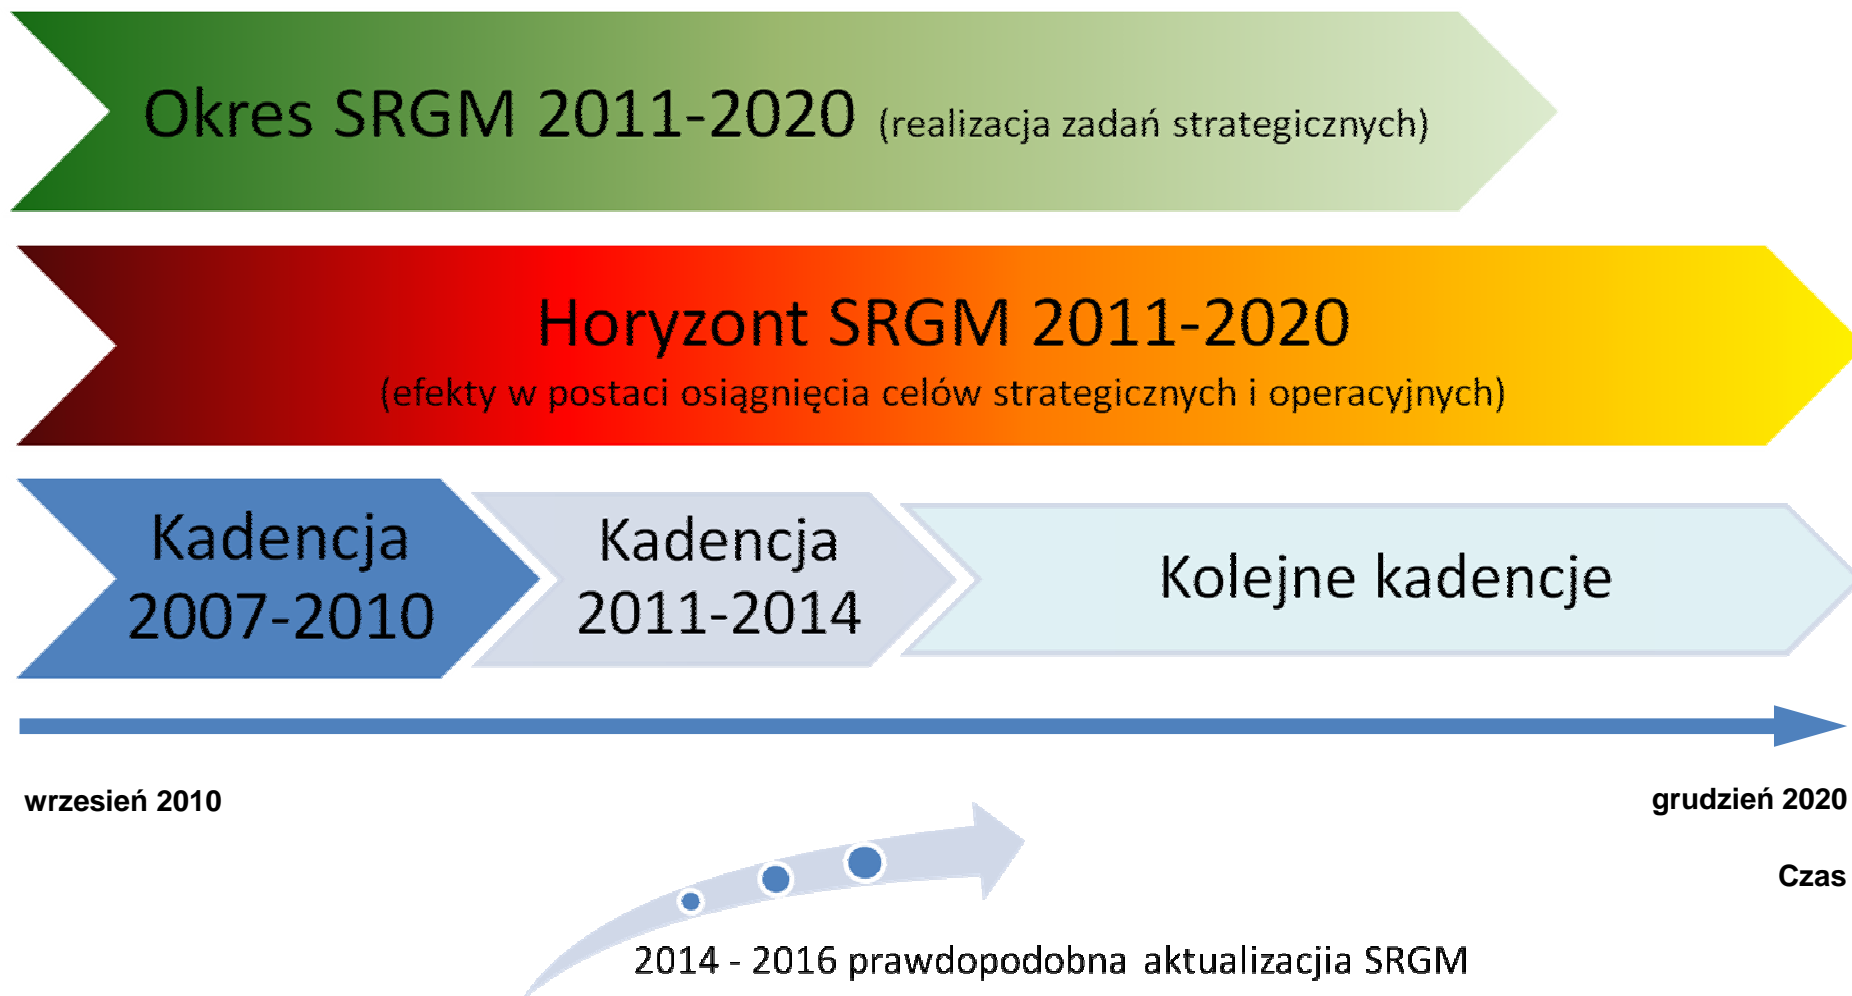 Okres SRGM 2011-2020 (realizacja zadań strategicznych)
Horyzont SRGM 2011-2020
(efekty w postaci osiągnięcia celów strategicznych i operacyjnych)
Kadencja
2007-2010
Kadencja
2011-2014
Kolejne kadencje
wrzesień 2010
grudzień 2020
Czas
2014 - 2016 prawdopodobna aktualizacjia SRGM